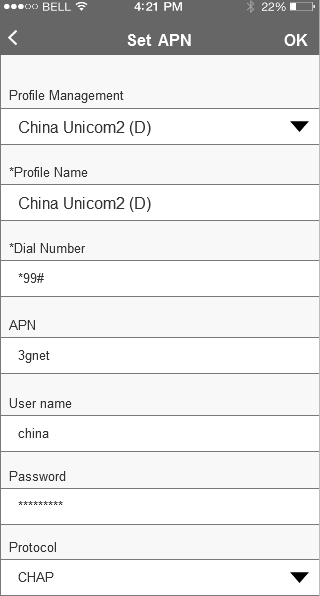 BELL 4:21 PM 22%
Set APN OK
Profile Management
China Unicom2 (D)
*Profile Name
China Unicom2 (D)
*Dial Number
*99#
APN
3gnet
User name
china
Password
*********
Protocol
CHAP